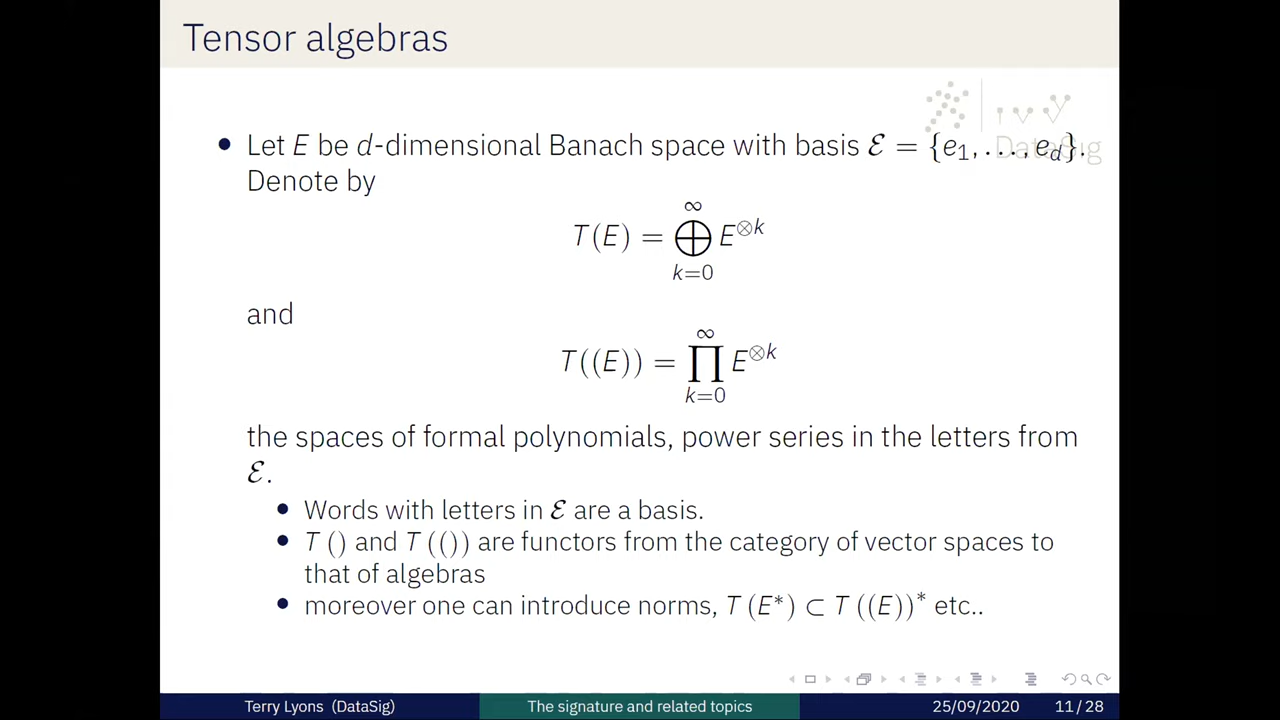 Tensor algebras
DataSig
• Let E be d-dimensional Banach space with basis ℰ = {e₁, . . . , e_d}.
Denote by
T(E) = ⨁_{k=0}^{∞} E^{⊗k}
and
T((E)) = ∏_{k=0}^{∞} E^{⊗k}
the spaces of formal polynomials, power series in the letters from
ℰ.
• Words with letters in ℰ are a basis.
• T () and T (()) are functors from the category of vector spaces to
that of algebras
• moreover one can introduce norms, T (E*) ⊂ T ((E))* etc..
Terry Lyons (DataSig) The signature and related topics 25/09/2020 11 / 28